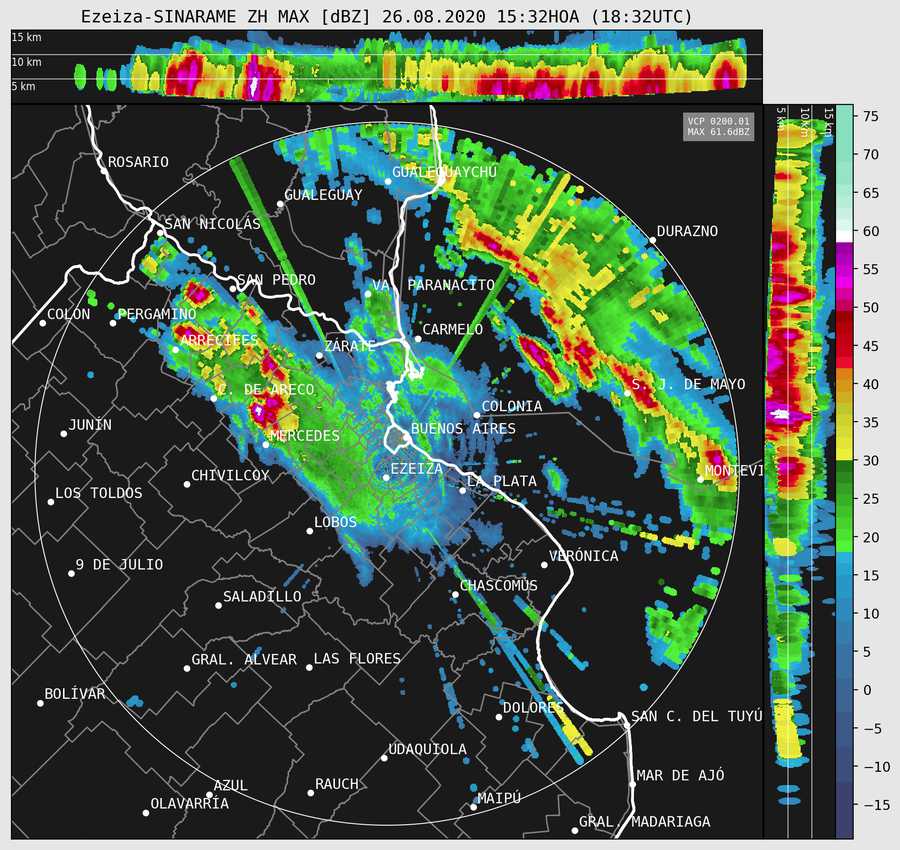 Ezeiza-SINARAME ZH MAX [dBZ] 26.08.2020 15:32HOA (18:32UTC)
15 km
10 km
5 km
VCP 0200.01
MAX 61.6dBZ
5 km
10 km
15 km
ROSARIO
GUALEGUAYCHÚ
GUALEGUAY
SAN NICOLÁS
DURAZNO
SAN PEDRO
VA. PARANACITO
COLON
PERGAMINO
CARMELO
ARRECIFES
ZÁRATE
C. DE ARECO
S. J. DE MAYO
COLONIA
JUNÍN
BUENOS AIRES
MERCEDES
CHIVILCOY
EZEIZA
MONTEVI
LOS TOLDOS
LA PLATA
LOBOS
VERÓNICA
9 DE JULIO
CHASCOMÚS
SALADILLO
GRAL. ALVEAR
LAS FLORES
BOLÍVAR
DOLORES
SAN C. DEL TUYÚ
UDAQUIOLA
MAR DE AJÓ
AZUL
RAUCH
OLAVARRÍA
MAIPÚ
GRAL. MADARIAGA
75
70
65
60
55
50
45
40
35
30
25
20
15
10
5
0
−5
−10
−15